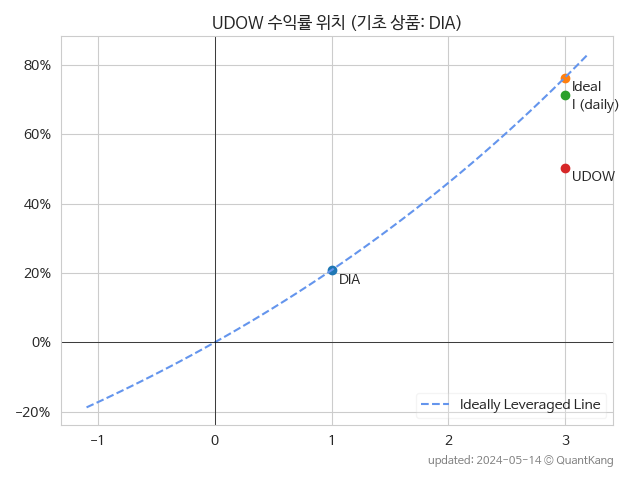 UDOW 수익률 위치 (기초 상품: DIA)
80%
60%
40%
20%
0%
−20%
Ideal
I (daily)
UDOW
DIA
Ideally Leveraged Line
−1 0 1 2 3
updated: 2024-05-14 © QuantKang